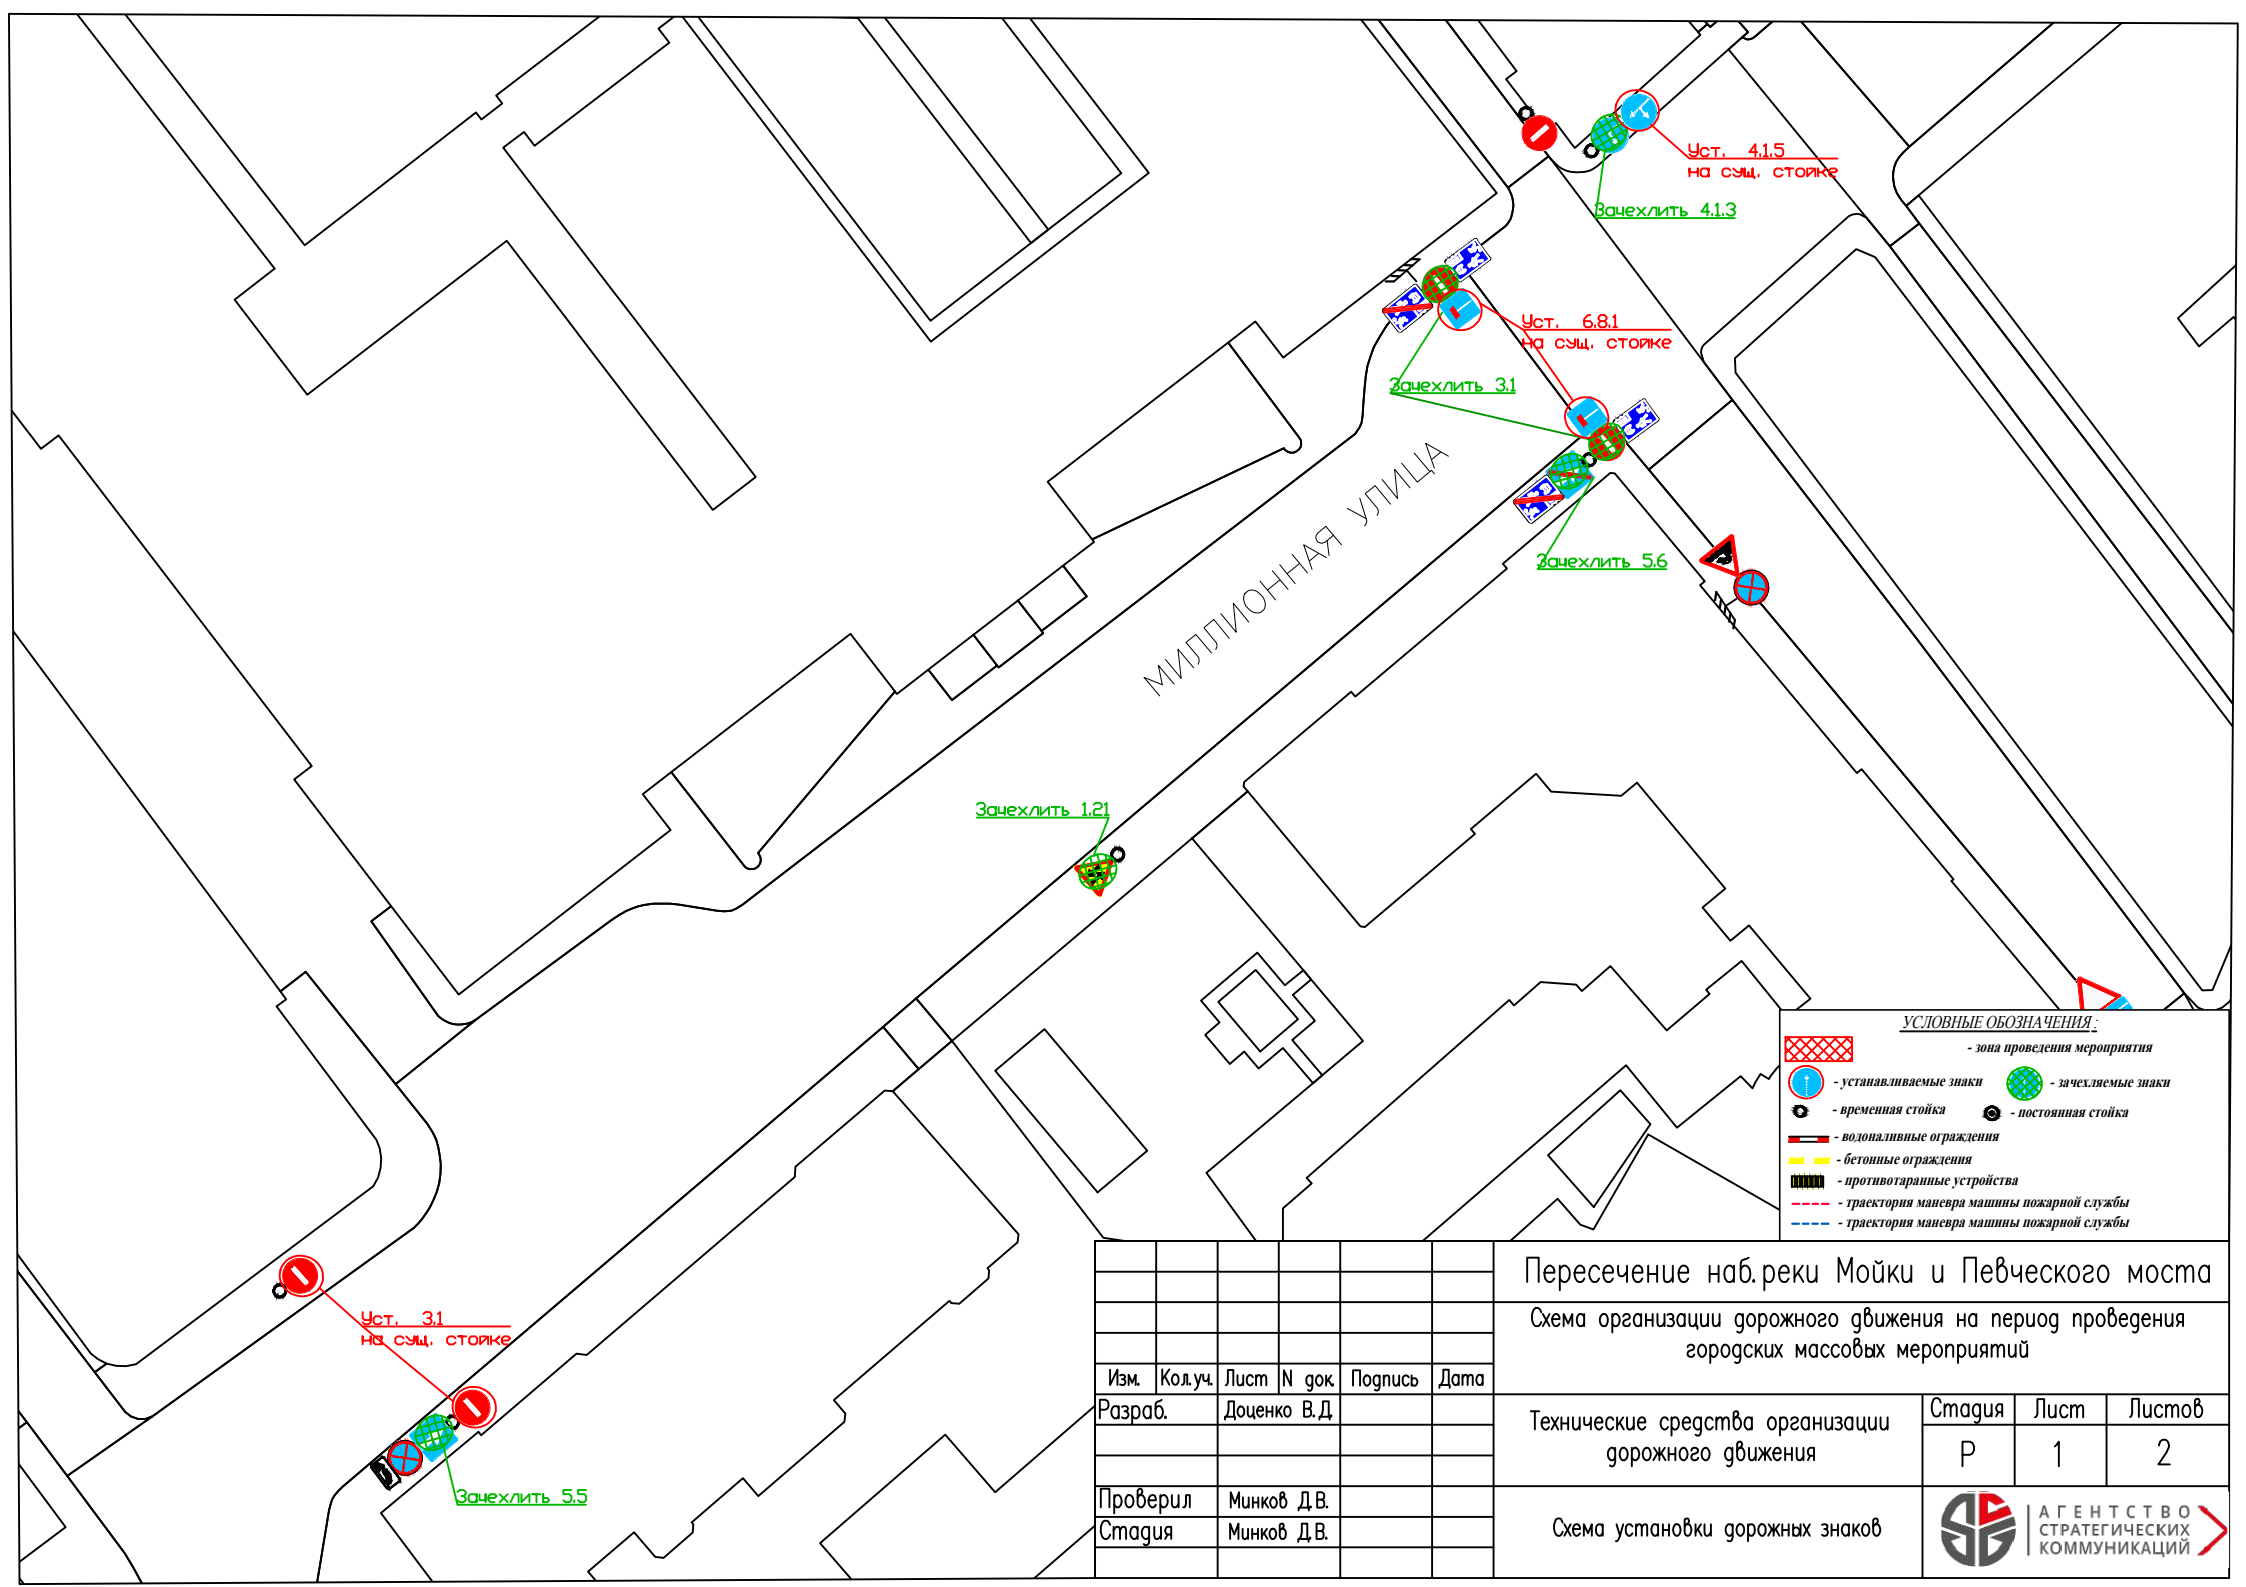 Уст. 4.1.5
на сущ. стойке
Зачехлить 4.1.3
Уст. 6.8.1
на сущ. стойке
Зачехлить 3.1
МИЛЛИОННАЯ УЛИЦА
Зачехлить 5.6
Зачехлить 1.21
Уст. 3.1
на сущ. стойке
Зачехлить 5.5
УСЛОВНЫЕ ОБОЗНАЧЕНИЯ:
- зона проведения мероприятия
- устанавливаемые знаки
- зачехляемые знаки
- временная стойка
- постоянная стойка
- водоналивные ограждения
- бетонные ограждения
- противотаранные устройства
- траектория маневра машины пожарной службы
- траектория маневра машины пожарной службы
Пересечение наб.реки Мойки и Певческого моста
Схема организации дорожного движения на период проведения
городских массовых мероприятий
Изм. Кол.уч. Лист N док. Подпись Дата
Разраб. Доценко В.Д.
Технические средства организации
дорожного движения
Стадия Лист Листов
Р 1 2
Проверил Минков Д.В.
Стадия Минков Д.В.
Схема установки дорожных знаков
АГЕНТСТВО
СТРАТЕГИЧЕСКИХ
КОММУНИКАЦИЙ